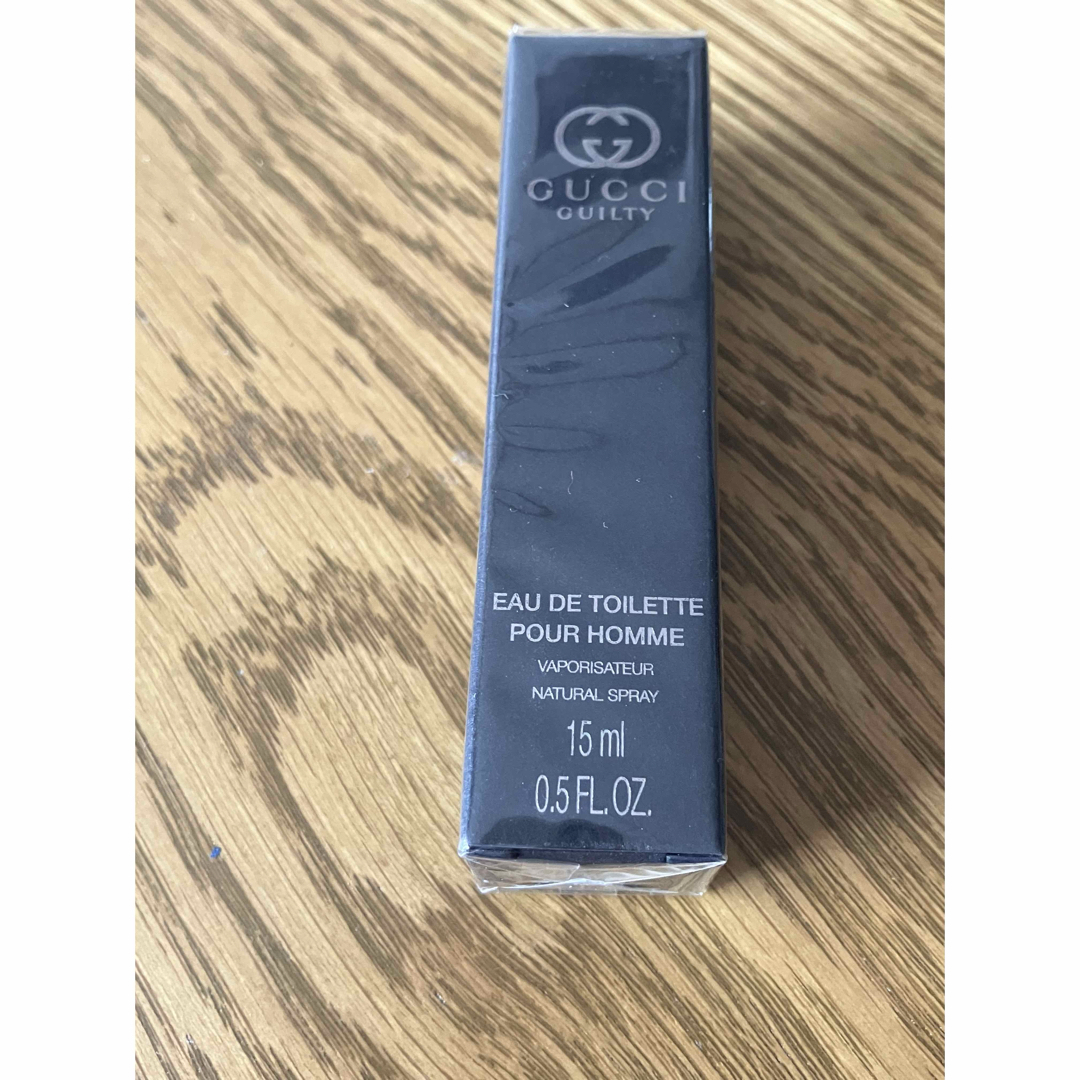 GUCCI
GUILTY
EAU DE TOILETTE
POUR HOMME
VAPORISATEUR
NATURAL SPRAY
15 ml
0.5 FL. OZ.